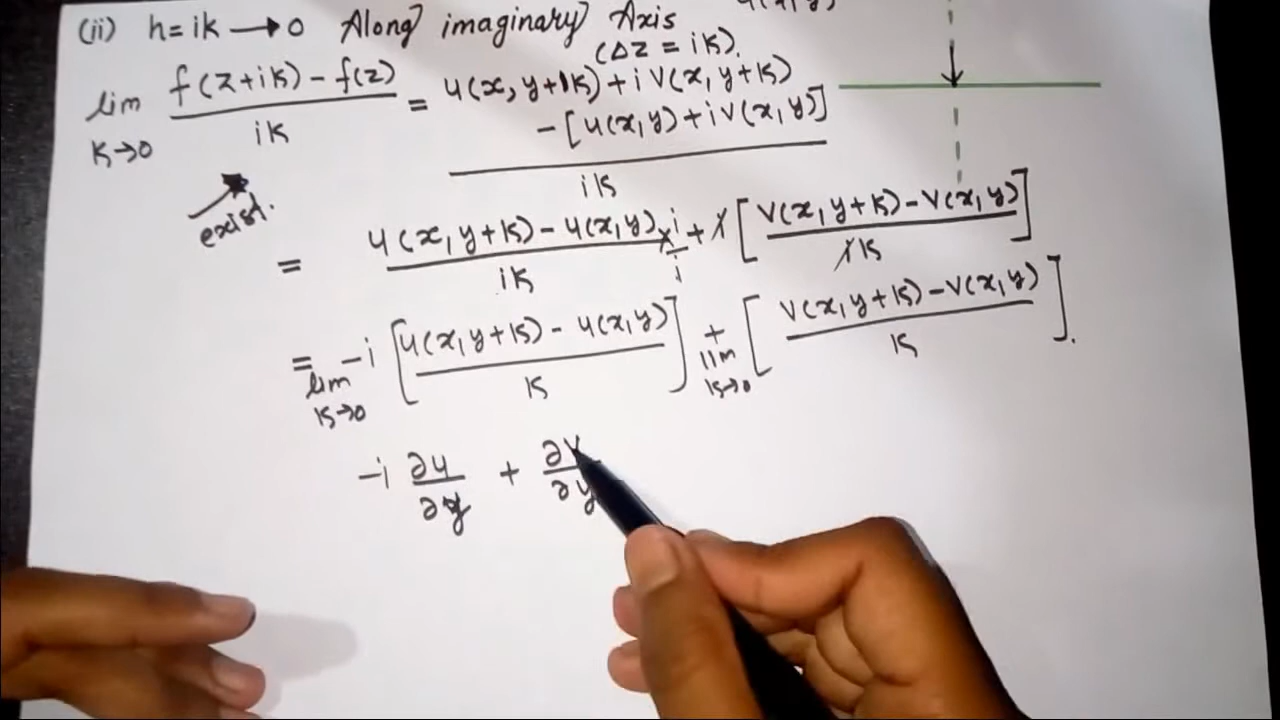 (ii) h = ik → 0 Along imaginary Axis
(Δz = ik).
lim k→0 f(z+ik) - f(z) / ik = u(x, y+k) + i v(x, y+k)
- [u(x,y) + i v(x,y)]
ik
exist.
= u(x, y+k) - u(x,y) / ik × i/i + i [ v(x, y+k) - v(x,y) / ik ]
= lim k→0 -i [ u(x, y+k) - u(x,y) / k ] + lim k→0 [ v(x, y+k) - v(x,y) / k ].
-i ∂u/∂y + ∂v/∂y